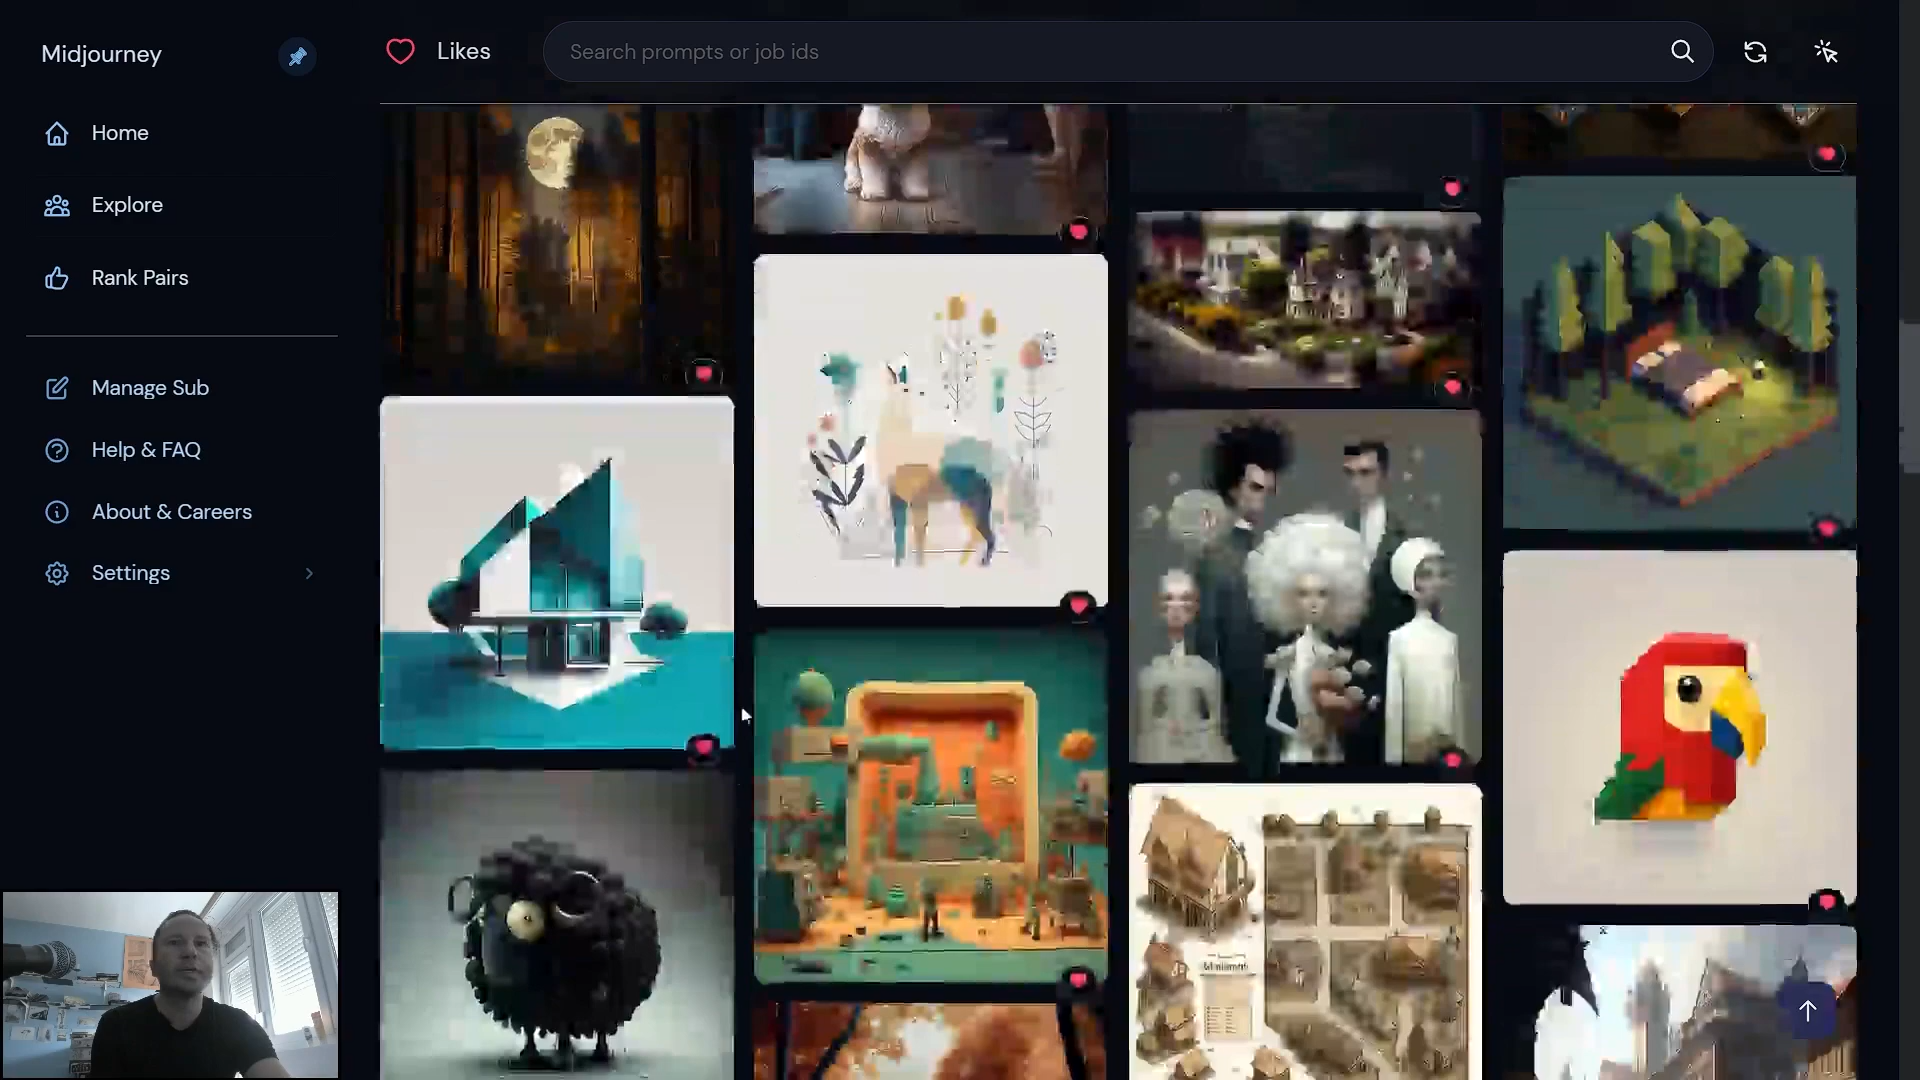 Midjourney
Likes
Search prompts or job ids
Home
Explore
Rank Pairs
Manage Sub
Help & FAQ
About & Careers
Settings